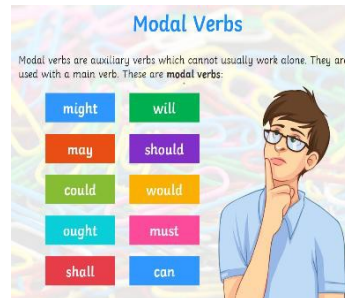 Modal Verbs
Modal verbs are auxiliary verbs which cannot usually work alone. They are
used with a main verb. These are modal verbs:
might will
may should
could would
ought must
shall can